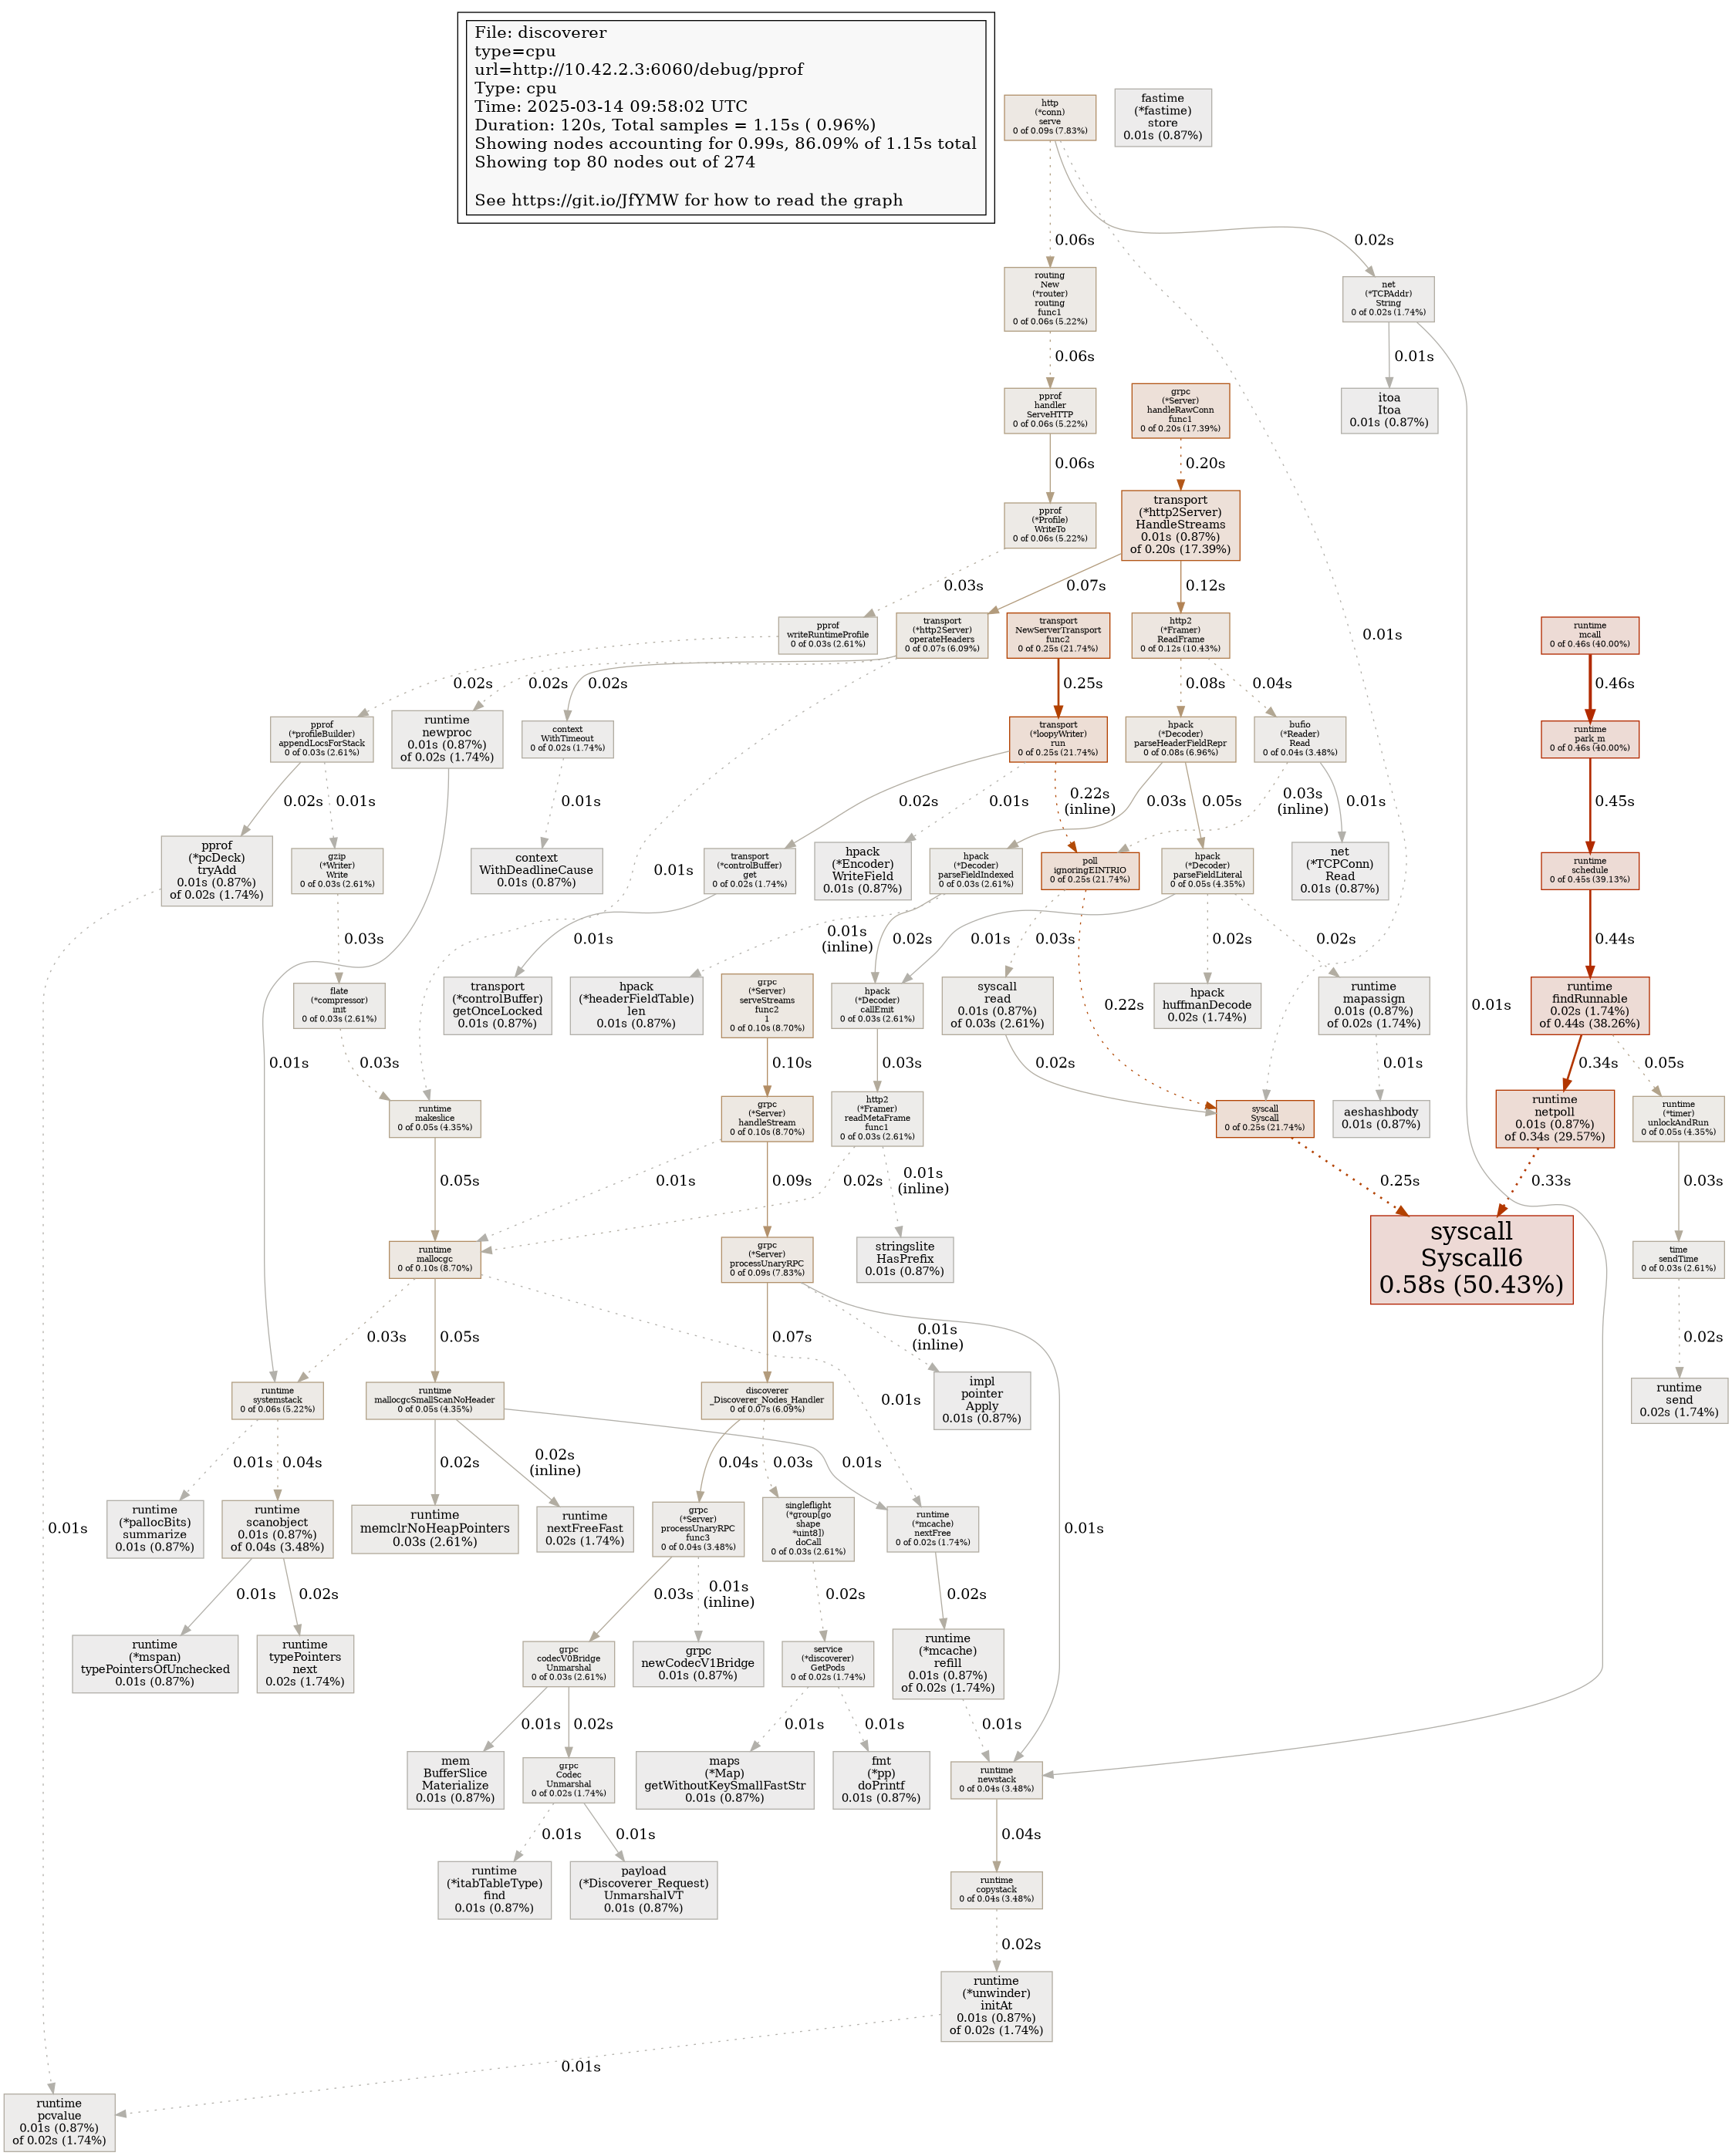 File: discoverer
type=cpu
url=http://10.42.2.3:6060/debug/pprof
Type: cpu
Time: 2025-03-14 09:58:02 UTC
Duration: 120s, Total samples = 1.15s ( 0.96%)
Showing nodes accounting for 0.99s, 86.09% of 1.15s total
Showing top 80 nodes out of 274
See https://git.io/JfYMW for how to read the graph
http
(*conn)
serve
0 of 0.09s (7.83%)
fastime
(*fastime)
store
0.01s (0.87%)
0.06s
0.02s
routing
New
(*router)
routing
func1
0 of 0.06s (5.22%)
net
(*TCPAddr)
String
0 of 0.02s (1.74%)
0.06s
0.01s
pprof
handler
ServeHTTP
0 of 0.06s (5.22%)
grpc
(*Server)
handleRawConn
func1
0 of 0.20s (17.39%)
itoa
Itoa
0.01s (0.87%)
0.06s
0.20s
pprof
(*Profile)
WriteTo
0 of 0.06s (5.22%)
transport
(*http2Server)
HandleStreams
0.01s (0.87%)
of 0.20s (17.39%)
0.03s
0.07s
0.12s
pprof
writeRuntimeProfile
0 of 0.03s (2.61%)
transport
(*http2Server)
operateHeaders
0 of 0.07s (6.09%)
transport
NewServerTransport
func2
0 of 0.25s (21.74%)
http2
(*Framer)
ReadFrame
0 of 0.12s (10.43%)
0.01s
runtime
mcall
0 of 0.46s (40.00%)
0.02s
0.02s
0.02s
0.25s
0.08s
0.04s
0.46s
pprof
(*profileBuilder)
appendLocsForStack
0 of 0.03s (2.61%)
runtime
newproc
0.01s (0.87%)
of 0.02s (1.74%)
context
WithTimeout
0 of 0.02s (1.74%)
transport
(*loopyWriter)
run
0 of 0.25s (21.74%)
hpack
(*Decoder)
parseHeaderFieldRepr
0 of 0.08s (6.96%)
bufio
(*Reader)
Read
0 of 0.04s (3.48%)
runtime
park_m
0 of 0.46s (40.00%)
0.02s
0.01s
0.01s
0.02s
0.01s
0.22s
(inline)
0.03s
0.05s
0.03s
(inline)
0.01s
0.45s
pprof
(*pcDeck)
tryAdd
0.01s (0.87%)
of 0.02s (1.74%)
gzip
(*Writer)
Write
0 of 0.03s (2.61%)
context
WithDeadlineCause
0.01s (0.87%)
0.01s
transport
(*controlBuffer)
get
0 of 0.02s (1.74%)
hpack
(*Encoder)
WriteField
0.01s (0.87%)
hpack
(*Decoder)
parseFieldIndexed
0 of 0.03s (2.61%)
poll
ignoringEINTRIO
0 of 0.25s (21.74%)
hpack
(*Decoder)
parseFieldLiteral
0 of 0.05s (4.35%)
net
(*TCPConn)
Read
0.01s (0.87%)
runtime
schedule
0 of 0.45s (39.13%)
0.03s
0.01s
0.01s
(inline)
0.02s
0.01s
0.03s
0.02s
0.02s
0.44s
flate
(*compressor)
init
0 of 0.03s (2.61%)
transport
(*controlBuffer)
getOnceLocked
0.01s (0.87%)
hpack
(*headerFieldTable)
len
0.01s (0.87%)
grpc
(*Server)
serveStreams
func2
1
0 of 0.10s (8.70%)
hpack
(*Decoder)
callEmit
0 of 0.03s (2.61%)
syscall
read
0.01s (0.87%)
of 0.03s (2.61%)
0.22s
hpack
huffmanDecode
0.02s (1.74%)
runtime
mapassign
0.01s (0.87%)
of 0.02s (1.74%)
0.01s
runtime
findRunnable
0.02s (1.74%)
of 0.44s (38.26%)
0.01s
0.03s
0.10s
0.03s
0.02s
0.01s
0.34s
0.05s
runtime
makeslice
0 of 0.05s (4.35%)
grpc
(*Server)
handleStream
0 of 0.10s (8.70%)
http2
(*Framer)
readMetaFrame
func1
0 of 0.03s (2.61%)
syscall
Syscall
0 of 0.25s (21.74%)
aeshashbody
0.01s (0.87%)
runtime
netpoll
0.01s (0.87%)
of 0.34s (29.57%)
runtime
(*timer)
unlockAndRun
0 of 0.05s (4.35%)
0.05s
0.01s
0.09s
0.02s
0.01s
(inline)
0.25s
0.33s
0.03s
runtime
mallocgc
0 of 0.10s (8.70%)
grpc
(*Server)
processUnaryRPC
0 of 0.09s (7.83%)
stringslite
HasPrefix
0.01s (0.87%)
syscall
Syscall6
0.58s (50.43%)
time
sendTime
0 of 0.03s (2.61%)
0.03s
0.05s
0.01s
0.07s
0.01s
(inline)
0.02s
runtime
systemstack
0 of 0.06s (5.22%)
runtime
mallocgcSmallScanNoHeader
0 of 0.05s (4.35%)
discoverer
_Discoverer_Nodes_Handler
0 of 0.07s (6.09%)
impl
pointer
Apply
0.01s (0.87%)
runtime
send
0.02s (1.74%)
0.01s
0.04s
0.02s
0.02s
(inline)
0.01s
0.04s
0.03s
0.01s
0.01s
runtime
(*pallocBits)
summarize
0.01s (0.87%)
runtime
scanobject
0.01s (0.87%)
of 0.04s (3.48%)
runtime
memclrNoHeapPointers
0.03s (2.61%)
runtime
nextFreeFast
0.02s (1.74%)
grpc
(*Server)
processUnaryRPC
func3
0 of 0.04s (3.48%)
singleflight
(*group[go
shape
*uint8])
doCall
0 of 0.03s (2.61%)
runtime
(*mcache)
nextFree
0 of 0.02s (1.74%)
0.01s
0.02s
0.03s
0.01s
(inline)
0.02s
0.02s
runtime
(*mspan)
typePointersOfUnchecked
0.01s (0.87%)
runtime
typePointers
next
0.02s (1.74%)
grpc
codecV0Bridge
Unmarshal
0 of 0.03s (2.61%)
grpc
newCodecV1Bridge
0.01s (0.87%)
service
(*discoverer)
GetPods
0 of 0.02s (1.74%)
runtime
(*mcache)
refill
0.01s (0.87%)
of 0.02s (1.74%)
0.01s
0.02s
0.01s
0.01s
0.01s
mem
BufferSlice
Materialize
0.01s (0.87%)
grpc
Codec
Unmarshal
0 of 0.02s (1.74%)
maps
(*Map)
getWithoutKeySmallFastStr
0.01s (0.87%)
fmt
(*pp)
doPrintf
0.01s (0.87%)
runtime
newstack
0 of 0.04s (3.48%)
0.01s
0.01s
0.04s
runtime
(*itabTableType)
find
0.01s (0.87%)
payload
(*Discoverer_Request)
UnmarshalVT
0.01s (0.87%)
runtime
copystack
0 of 0.04s (3.48%)
0.02s
runtime
(*unwinder)
initAt
0.01s (0.87%)
of 0.02s (1.74%)
0.01s
runtime
pcvalue
0.01s (0.87%)
of 0.02s (1.74%)